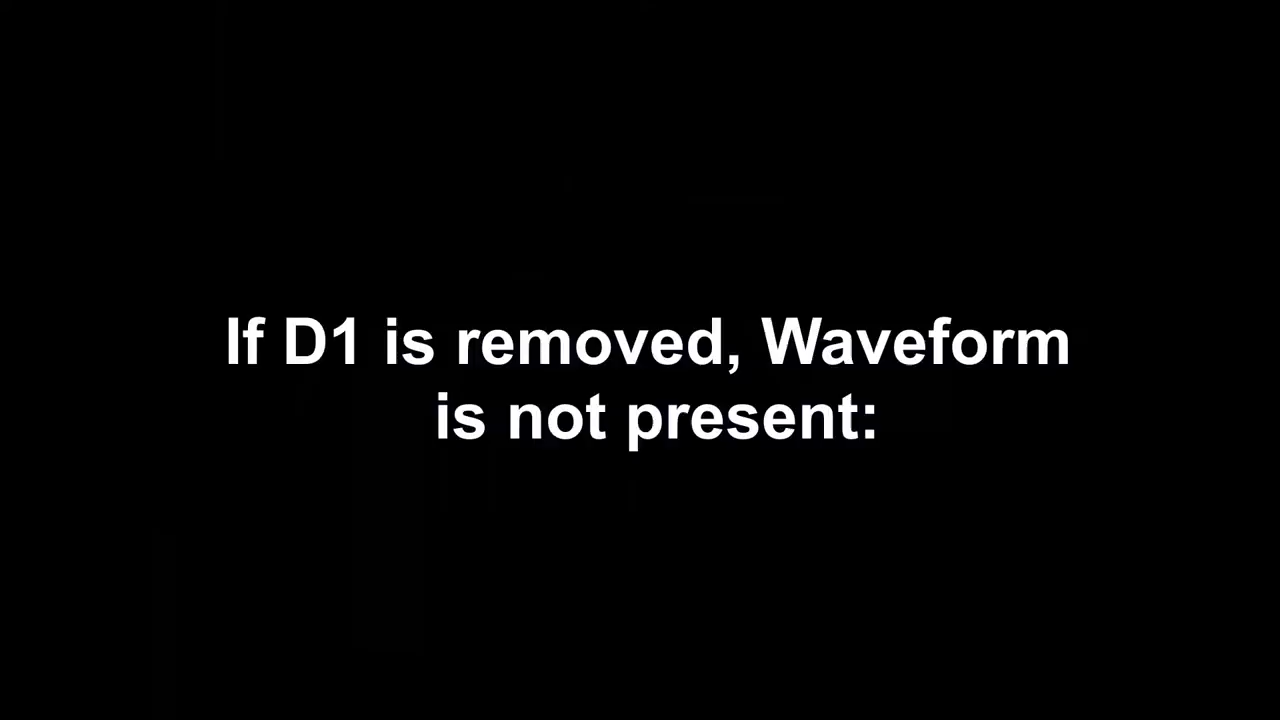 If D1 is removed, Waveform
is not present: